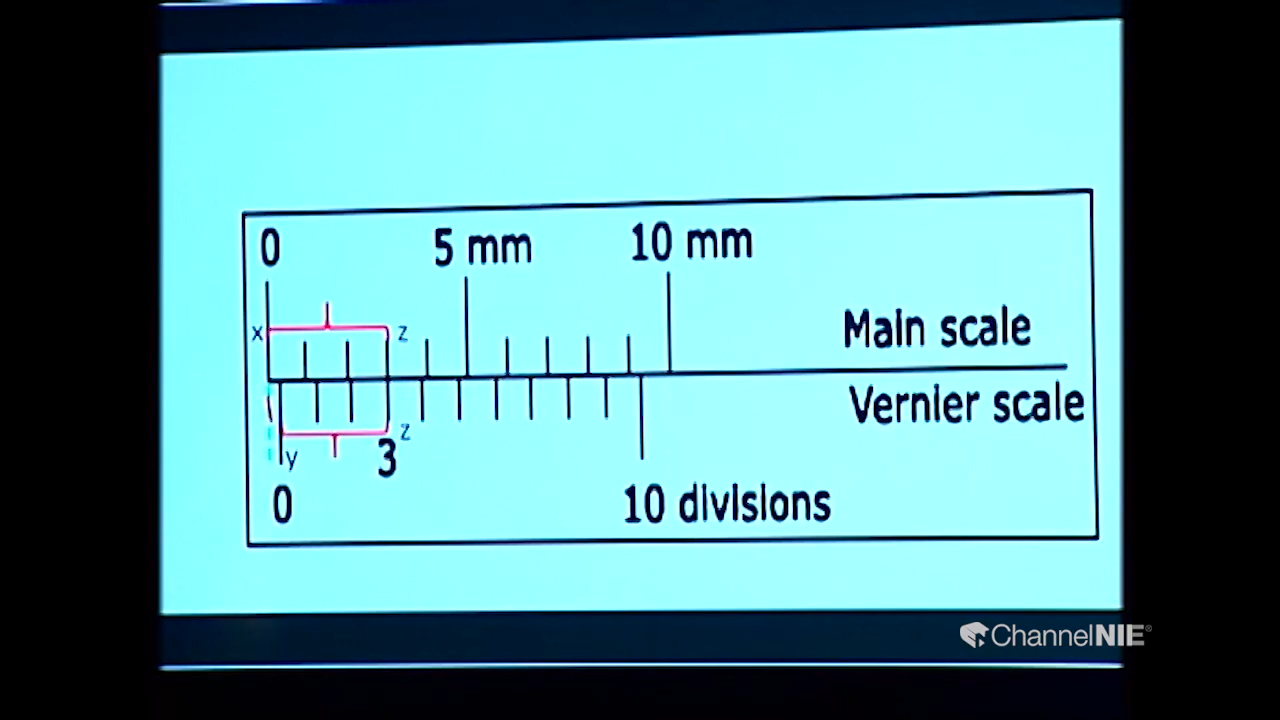 0 5 mm 10 mm
x z
Main scale
Vernier scale
z
y 3
0 10 divisions
ChannelNIE